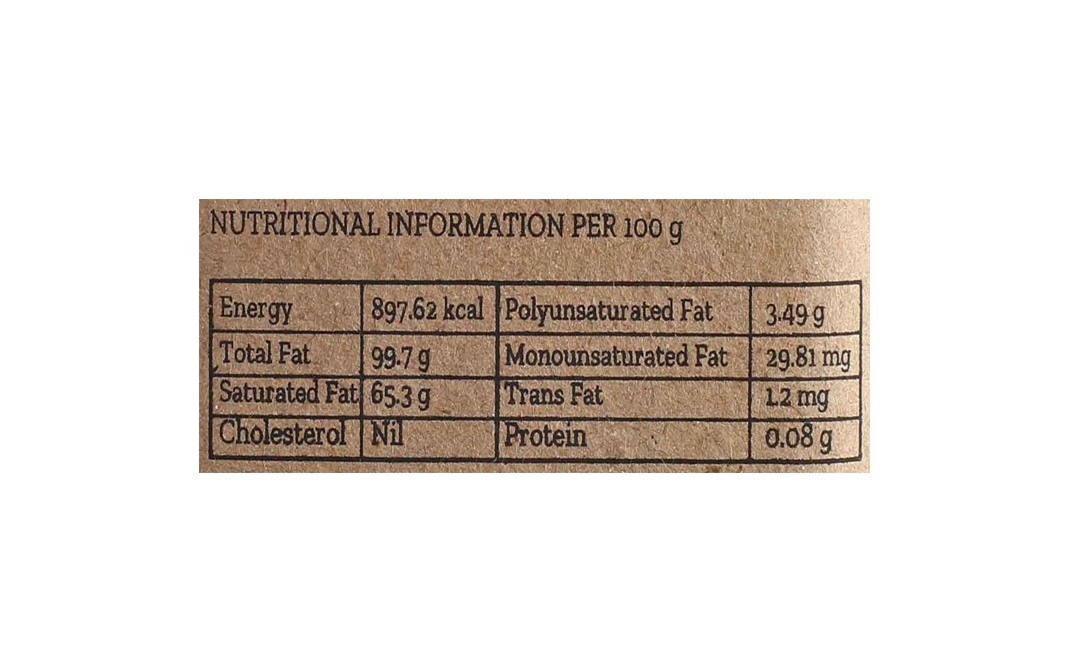 NUTRITIONAL INFORMATION PER 100 g
Energy 897.62 kcal Polyunsaturated Fat 3.49 g
Total Fat 99.7 g Monounsaturated Fat 29.81 mg
Saturated Fat 65.3 g Trans Fat 1.2 mg
Cholesterol Nil Protein 0.08 g